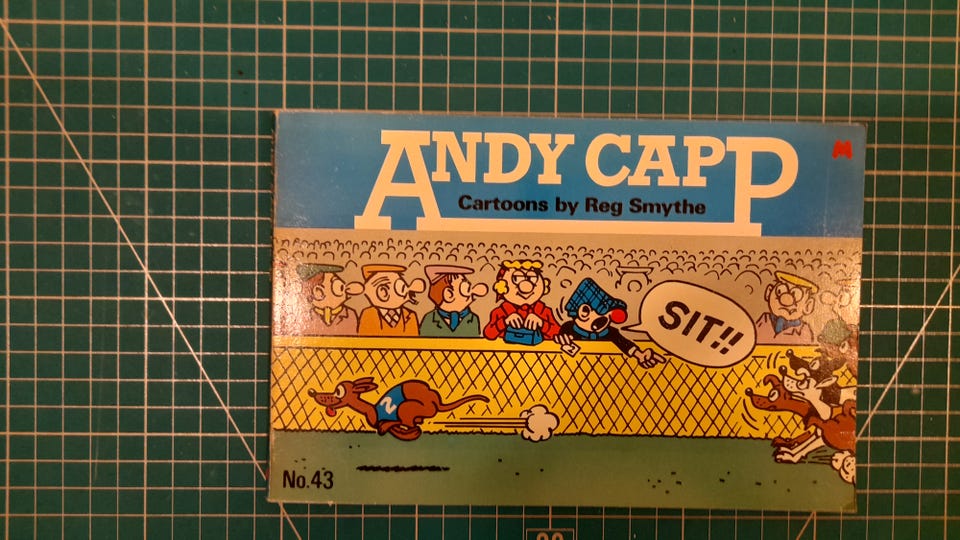 ANDY CAPP
Cartoons by Reg Smythe
M
SIT!!
2
No.43